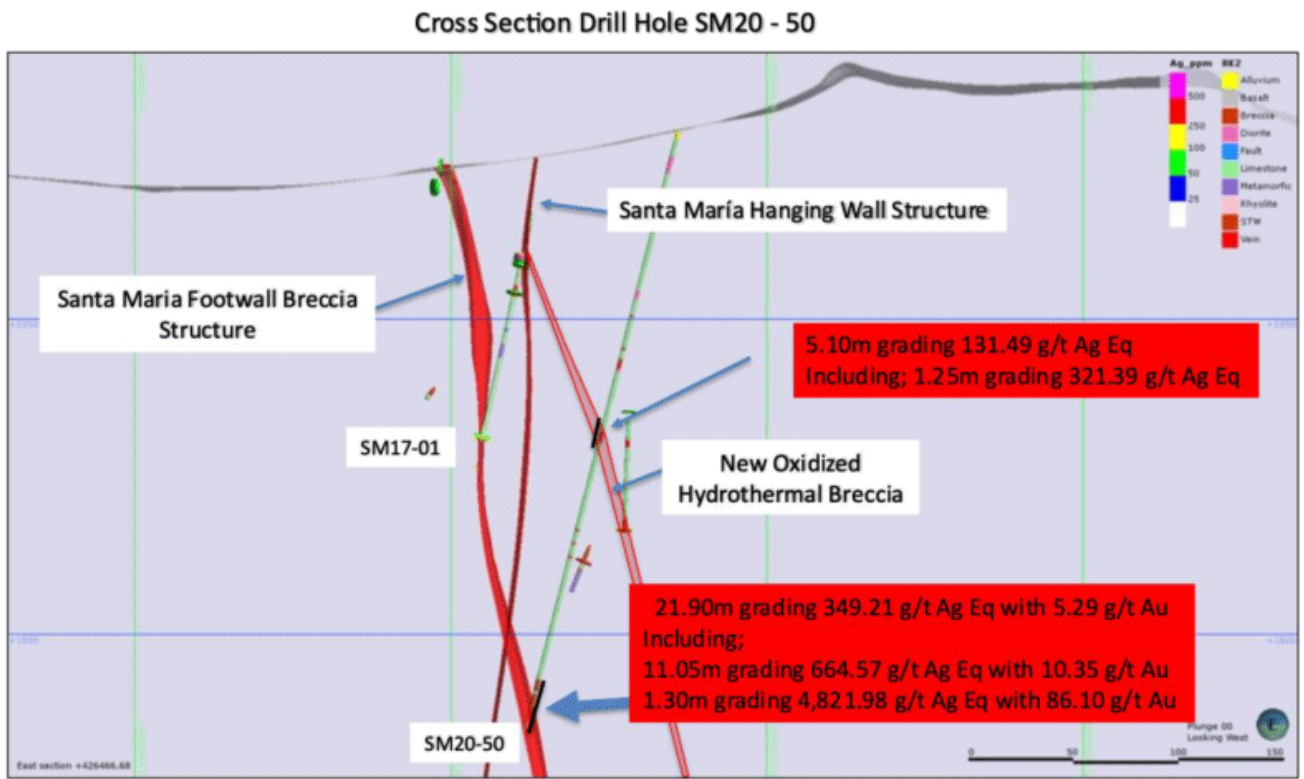 Cross Section Drill Hole SM20 - 50
Ag_ppm
500
250
100
50
25
RK2
Alluvium
Basalt
Breccia
Diorite
Fault
Limestone
Metamorfic
Rhyolite
STW
Vein
Santa María Hanging Wall Structure
Santa Maria Footwall Breccia
Structure
5.10m grading 131.49 g/t Ag Eq
Including; 1.25m grading 321.39 g/t Ag Eq
SM17-01
New Oxidized
Hydrothermal Breccia
21.90m grading 349.21 g/t Ag Eq with 5.29 g/t Au
Including;
11.05m grading 664.57 g/t Ag Eq with 10.35 g/t Au
1.30m grading 4,821.98 g/t Ag Eq with 86.10 g/t Au
SM20-50
Plunge 00
Looking West
0 50 100 150
East section +426466.68